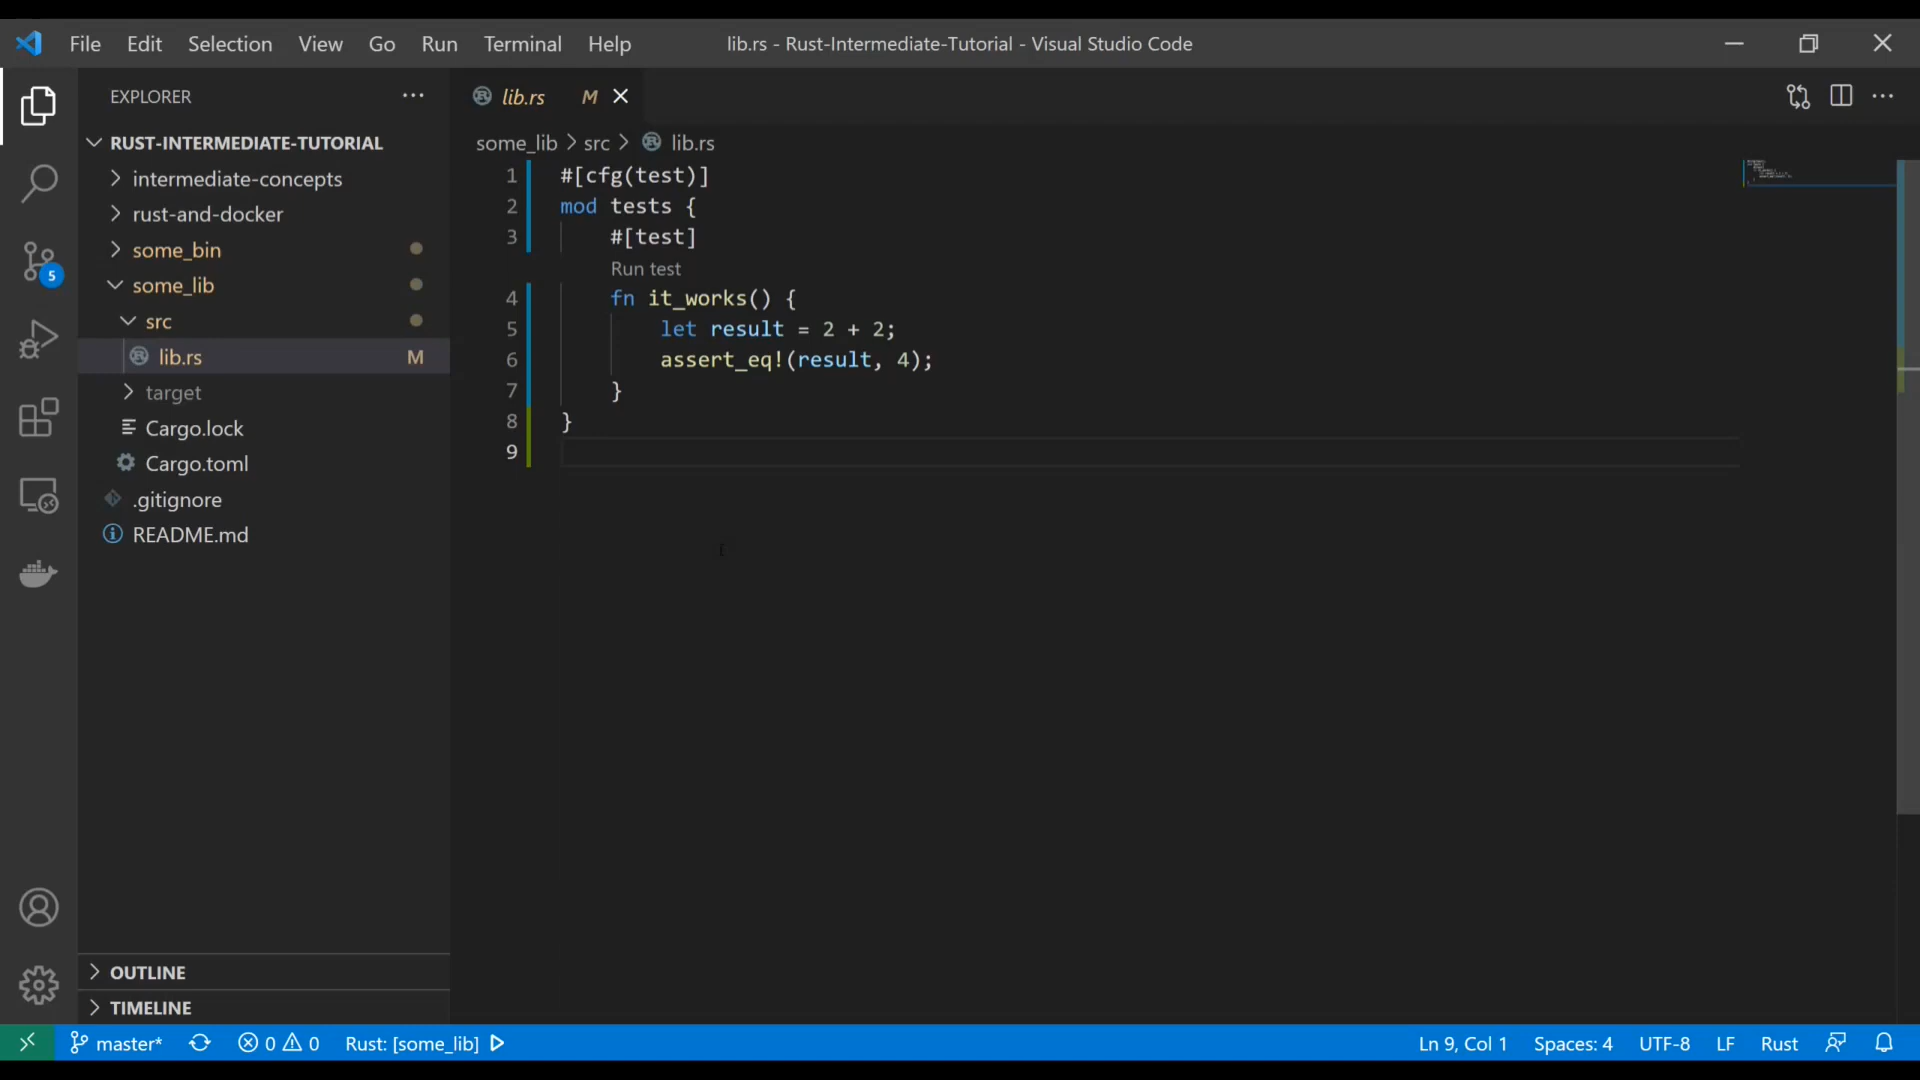 File Edit Selection View Go Run Terminal Help
lib.rs - Rust-Intermediate-Tutorial - Visual Studio Code
EXPLORER
RUST-INTERMEDIATE-TUTORIAL
intermediate-concepts
rust-and-docker
some_bin
some_lib
src
lib.rs M
target
Cargo.lock
Cargo.toml
.gitignore
README.md
OUTLINE
TIMELINE
5
lib.rs M
some_lib > src > lib.rs
1 #[cfg(test)]
2 mod tests {
3 #[test]
Run test
4 fn it_works() {
5 let result = 2 + 2;
6 assert_eq!(result, 4);
7 }
8 }
9
master* 0 0 Rust: [some_lib] Ln 9, Col 1 Spaces: 4 UTF-8 LF Rust